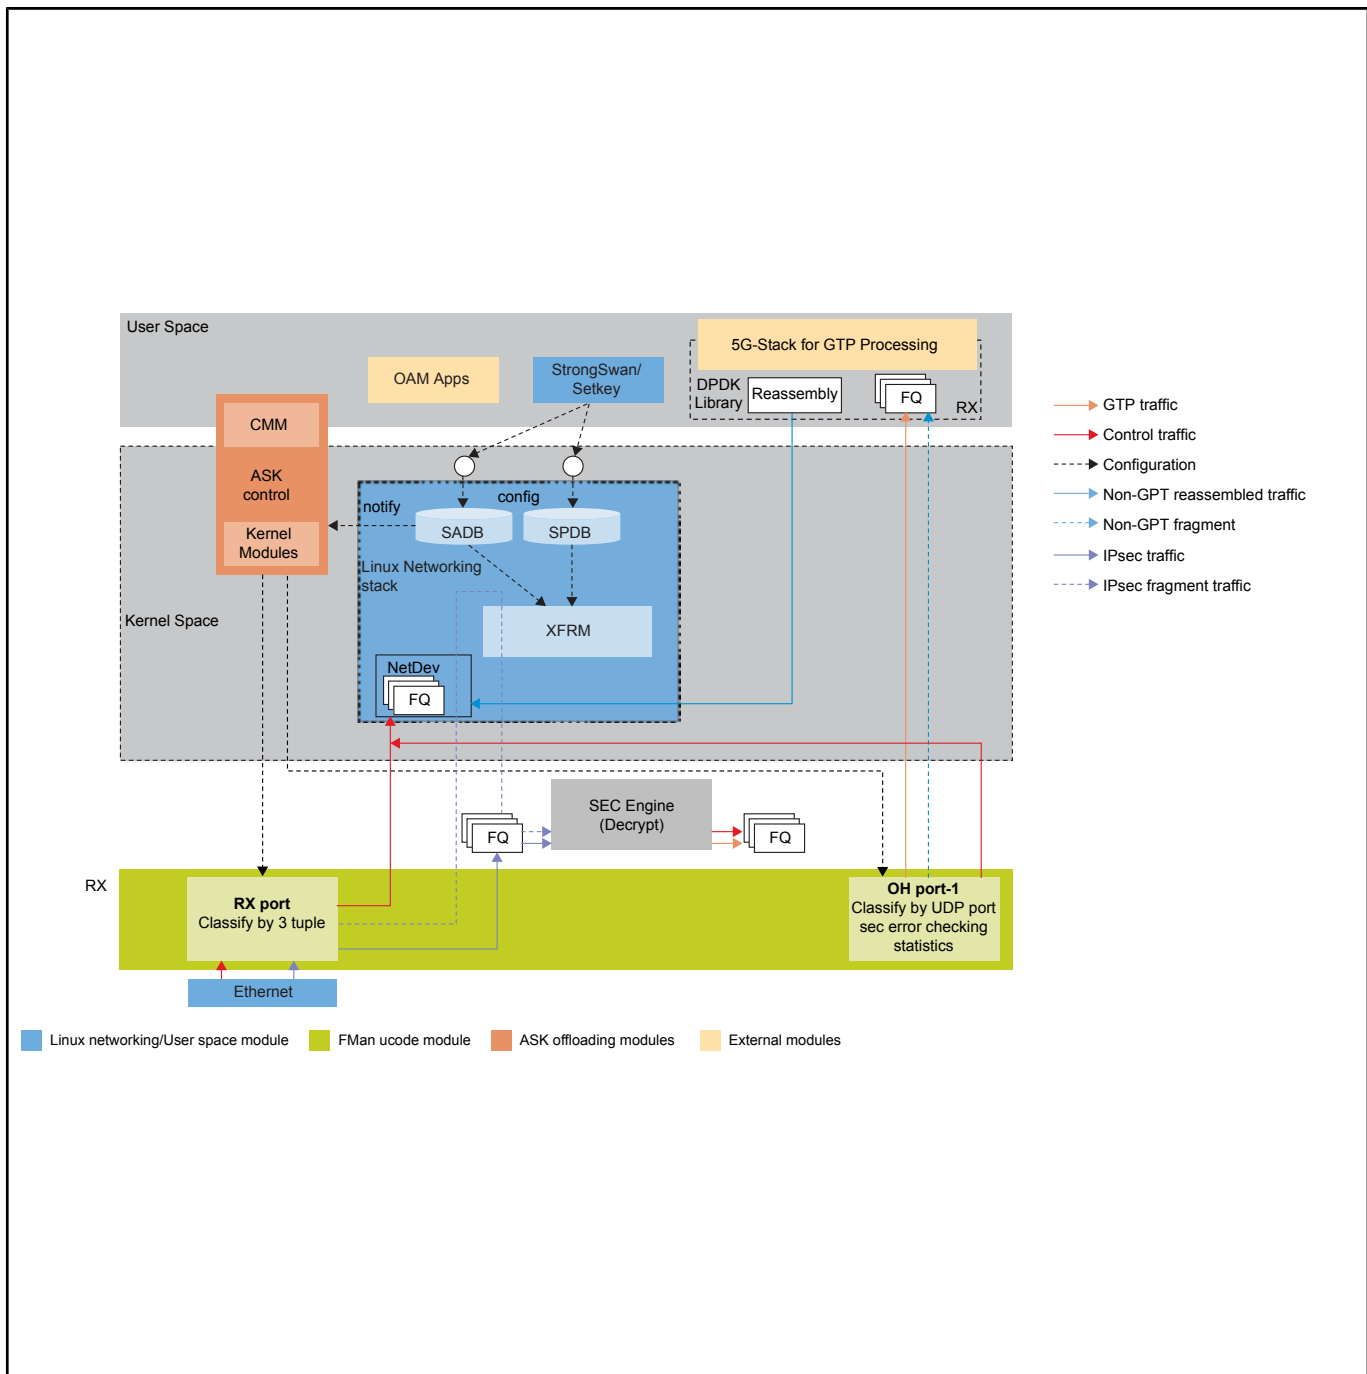 User Space
5G-Stack for GTP Processing
OAM Apps
StrongSwan/
Setkey
DPDK
Library
Reassembly
FQ
RX
CMM
ASK
control
Kernel
Modules
notify
config
SADB
SPDB
Linux Networking
stack
XFRM
Kernel Space
NetDev
FQ
SEC Engine
(Decrypt)
FQ
FQ
RX
RX port
Classify by 3 tuple
OH port-1
Classify by UDP port
sec error checking
statistics
Ethernet
GTP traffic
Control traffic
Configuration
Non-GPT reassembled traffic
Non-GPT fragment
IPsec traffic
IPsec fragment traffic
Linux networking/User space module
FMan ucode module
ASK offloading modules
External modules